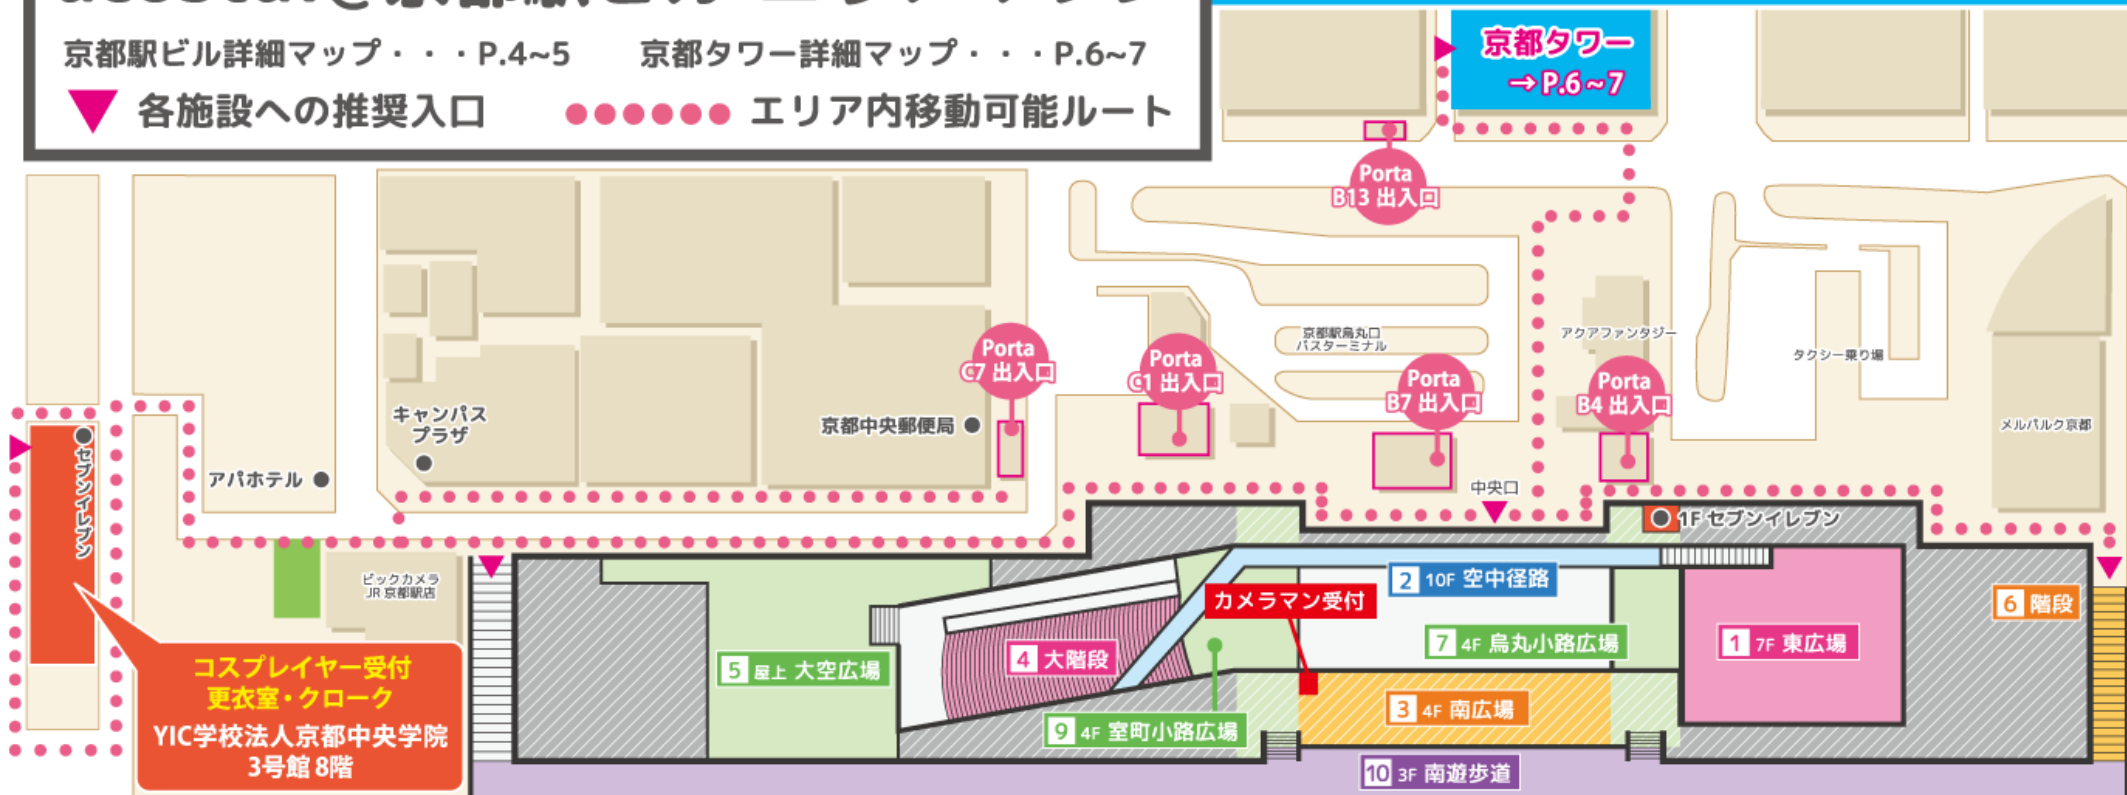 京都駅ビル詳細マップ・・・P.4~5
京都タワー詳細マップ・・・P.6~7
各施設への推奨入口
エリア内移動可能ルート
京都タワー
→P.6~7
Porta
B13 出入口
Porta
C7 出入口
Porta
C1 出入口
京都駅烏丸口
バスターミナル
Porta
B7 出入口
アクアファンタジー
Porta
B4 出入口
タクシー乗り場
メルパルク京都
キャンパス
プラザ
京都中央郵便局
セブンイレブン
アパホテル
中央口
1F セブンイレブン
ビックカメラ
JR 京都駅店
2 10F 空中径路
カメラマン受付
6 階段
7 4F 烏丸小路広場
1 7F 東広場
4 大階段
5 屋上 大空広場
3 4F 南広場
9 4F 室町小路広場
10 3F 南遊歩道
コスプレイヤー受付
更衣室・クローク
YIC学校法人京都中央学院
3号館 8階